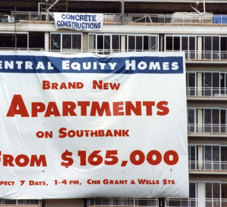 CONCRETE
CONSTRUCTIONS
ENTRAL EQUITY HOMES
BRAND NEW
APARTMENTS
ON SOUTHBANK
FROM $165,000
PECT 7 DAYS, 1-4 PM, CNR GRANT & WELLS STS